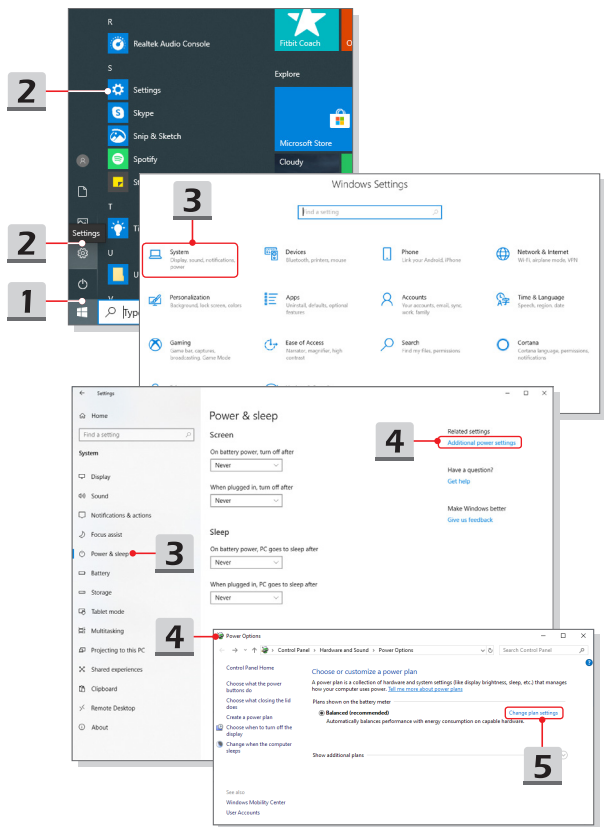 R
Realtek Audio Console
Fitbit Coach
O
S
Explore
2
Settings
Skype
Snip & Sketch
Microsoft Store
Spotify
Cloudy
St
T
Settings
Ti
2
U
U
1
V
Type
Windows Settings
3
Find a setting
System
Display, sound, notifications,
power
Devices
Bluetooth, printers, mouse
Phone
Link your Android, iPhone
Network & Internet
Wi-Fi, airplane mode, VPN
Personalization
Background, lock screen, colors
Apps
Uninstall, defaults, optional
features
Accounts
Your accounts, email, sync,
work, family
Time & Language
Speech, region, date
Gaming
Game bar, captures,
broadcasting, Game Mode
Ease of Access
Narrator, magnifier, high
contrast
Search
Find my files, permissions
Cortana
Cortana language, permissions,
notifications
Settings
Home
Find a setting
System
Display
Sound
Notifications & actions
Focus assist
Power & sleep
3
Battery
Storage
Tablet mode
Multitasking
Projecting to this PC
Shared experiences
Clipboard
Remote Desktop
About
Power & sleep
Screen
On battery power, turn off after
Never
When plugged in, turn off after
Never
Sleep
On battery power, PC goes to sleep after
Never
When plugged in, PC goes to sleep after
Never
4
Related settings
Additional power settings
Have a question?
Get help
Make Windows better
Give us feedback
4
Power Options
Control Panel > Hardware and Sound > Power Options
Search Control Panel
Control Panel Home
Choose what the power
buttons do
Choose what closing the lid
does
Create a power plan
Choose when to turn off the
display
Change when the computer
sleeps
See also
Windows Mobility Center
User Accounts
Choose or customize a power plan
A power plan is a collection of hardware and system settings (like display brightness, sleep, etc.) that manages
how your computer uses power. Tell me more about power plans
Plans shown on the battery meter
Balanced (recommended)
Change plan settings
Automatically balances performance with energy consumption on capable hardware.
Show additional plans
5